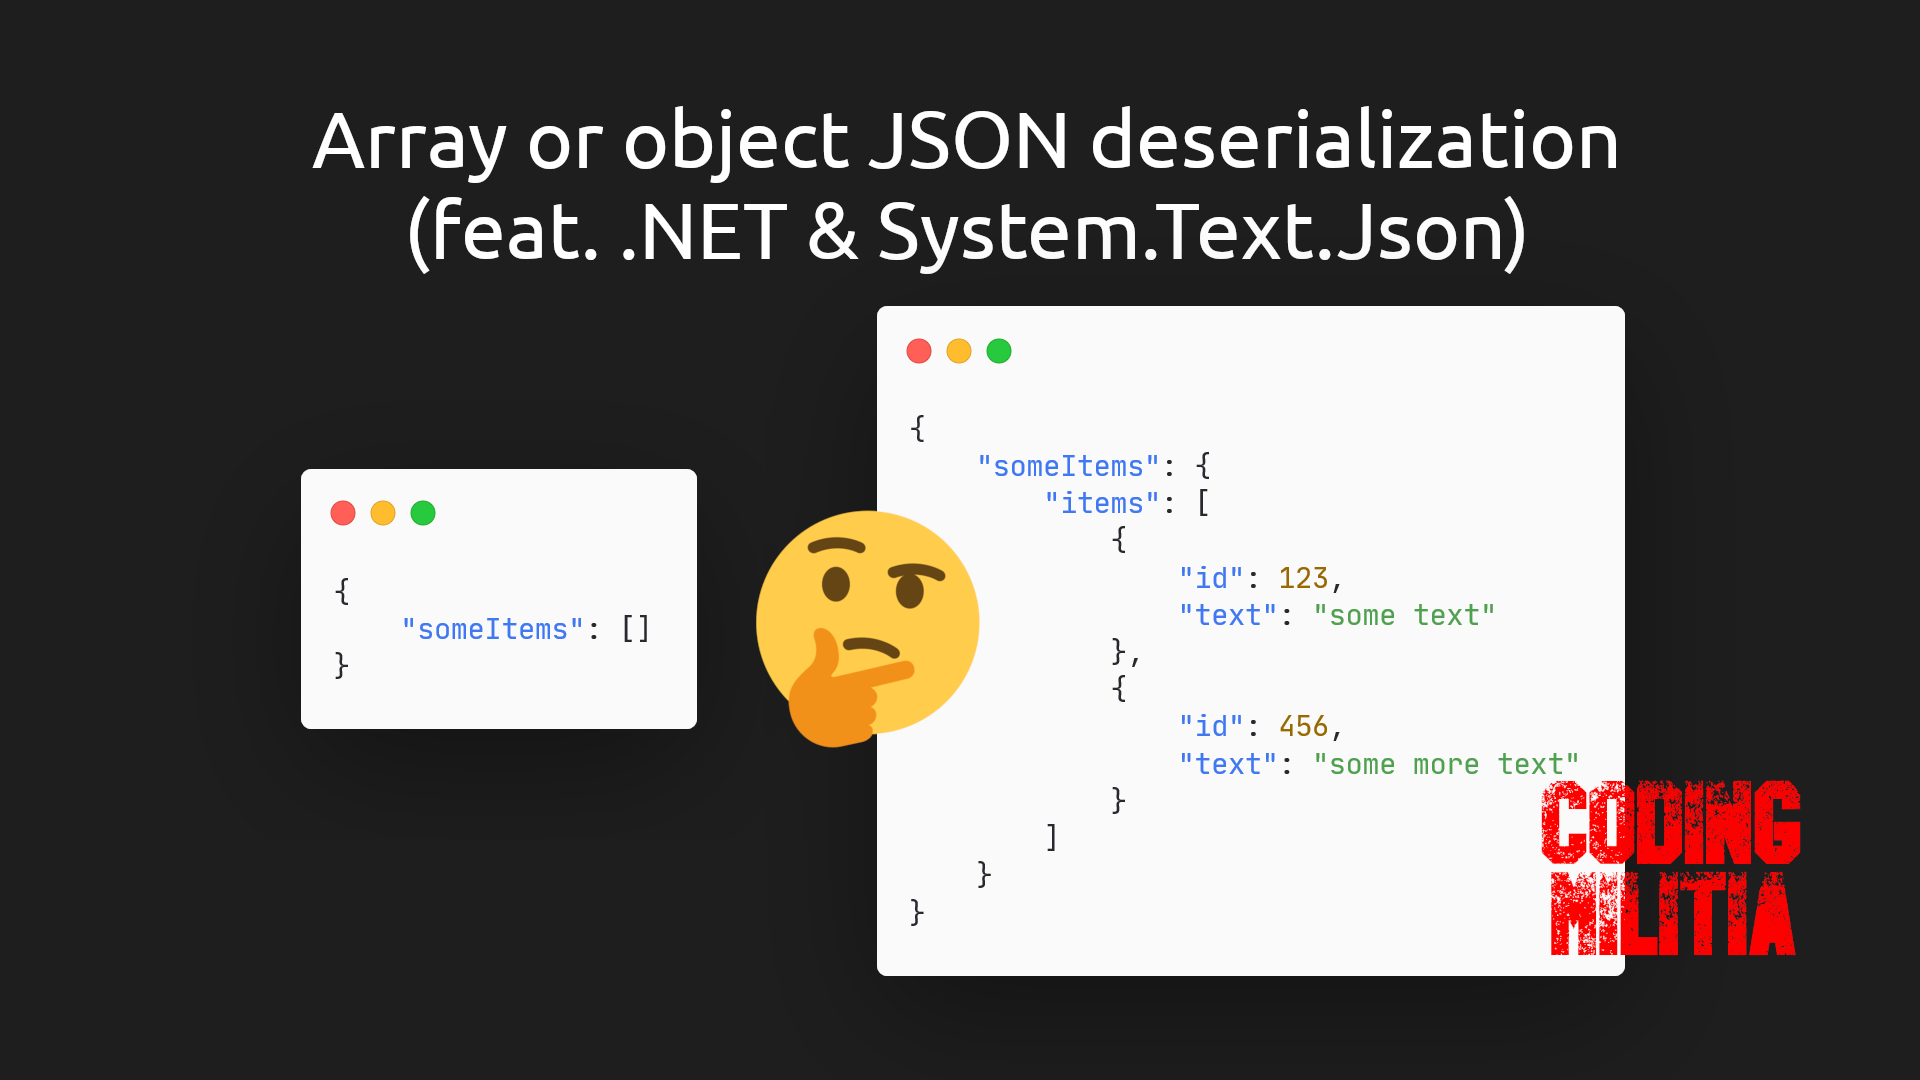 Array or object JSON deserialization
(feat. .NET & System.Text.Json)
{
    "someItems": []
}
{
    "someItems": {
        "items": [
            {
                "id": 123,
                "text": "some text"
            },
            {
                "id": 456,
                "text": "some more text"
            }
        ]
    }
}
CODING
MILITIA